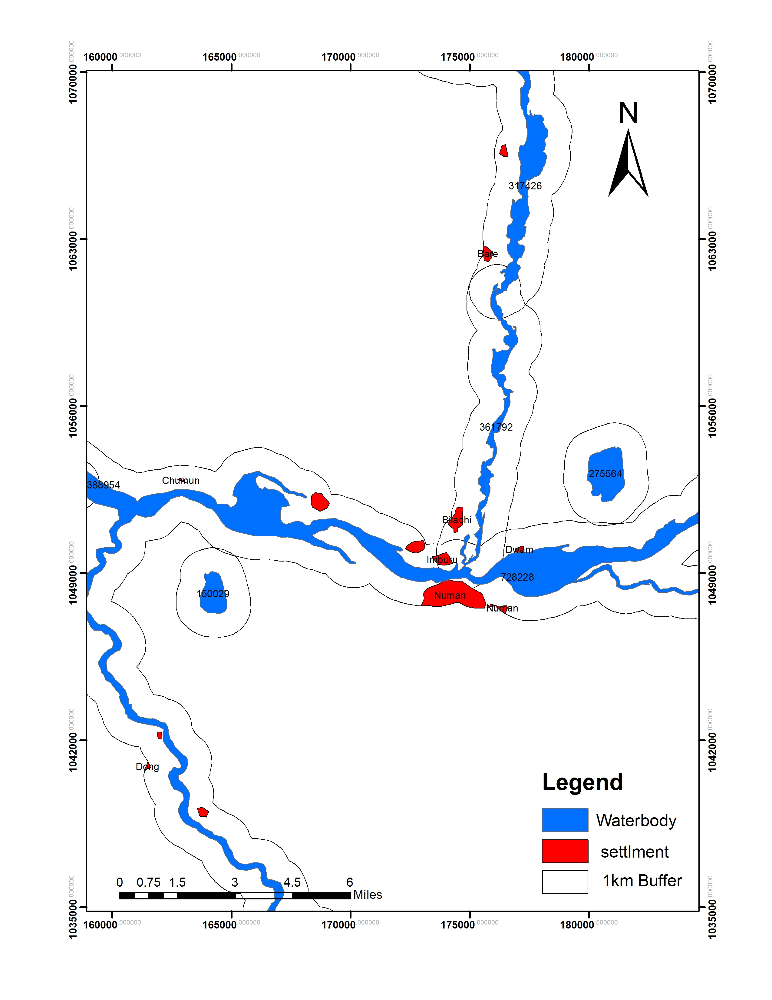 160000.000000 165000.000000 170000.000000 175000.000000 180000.000000
1070000.000000
1070000.000000
N
317426
1063000.000000
1063000.000000
Bare
1056000.000000
1056000.000000
361792
275564
388954
Chumun
Bilachi
Dwam
Imburu
1049000.000000
1049000.000000
728228
150029
Numan
Numan
1042000.000000
1042000.000000
Dong
Legend
Waterbody
settlment
1km Buffer
0 0.75 1.5 3 4.5 6
Miles
1035000.000000
1035000.000000
160000.000000 165000.000000 170000.000000 175000.000000 180000.000000